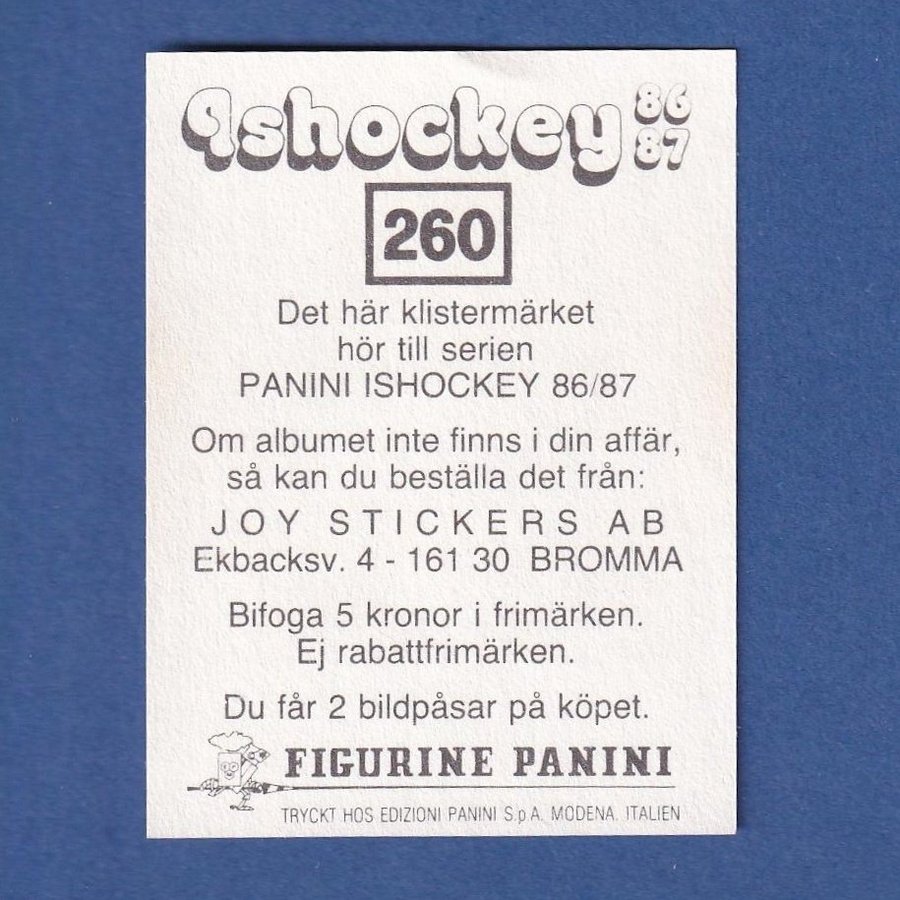 Ishockey 86
87
260
Det här klistermärket
hör till serien
PANINI ISHOCKEY 86/87
Om albumet inte finns i din affär,
så kan du beställa det från:
JOY STICKERS AB
Ekbacksv. 4 - 161 30 BROMMA
Bifoga 5 kronor i frimärken.
Ej rabattfrimärken.
Du får 2 bildpåsar på köpet.
FIGURINE PANINI
TRYCKT HOS EDIZIONI PANINI S.p.A. MODENA. ITALIEN